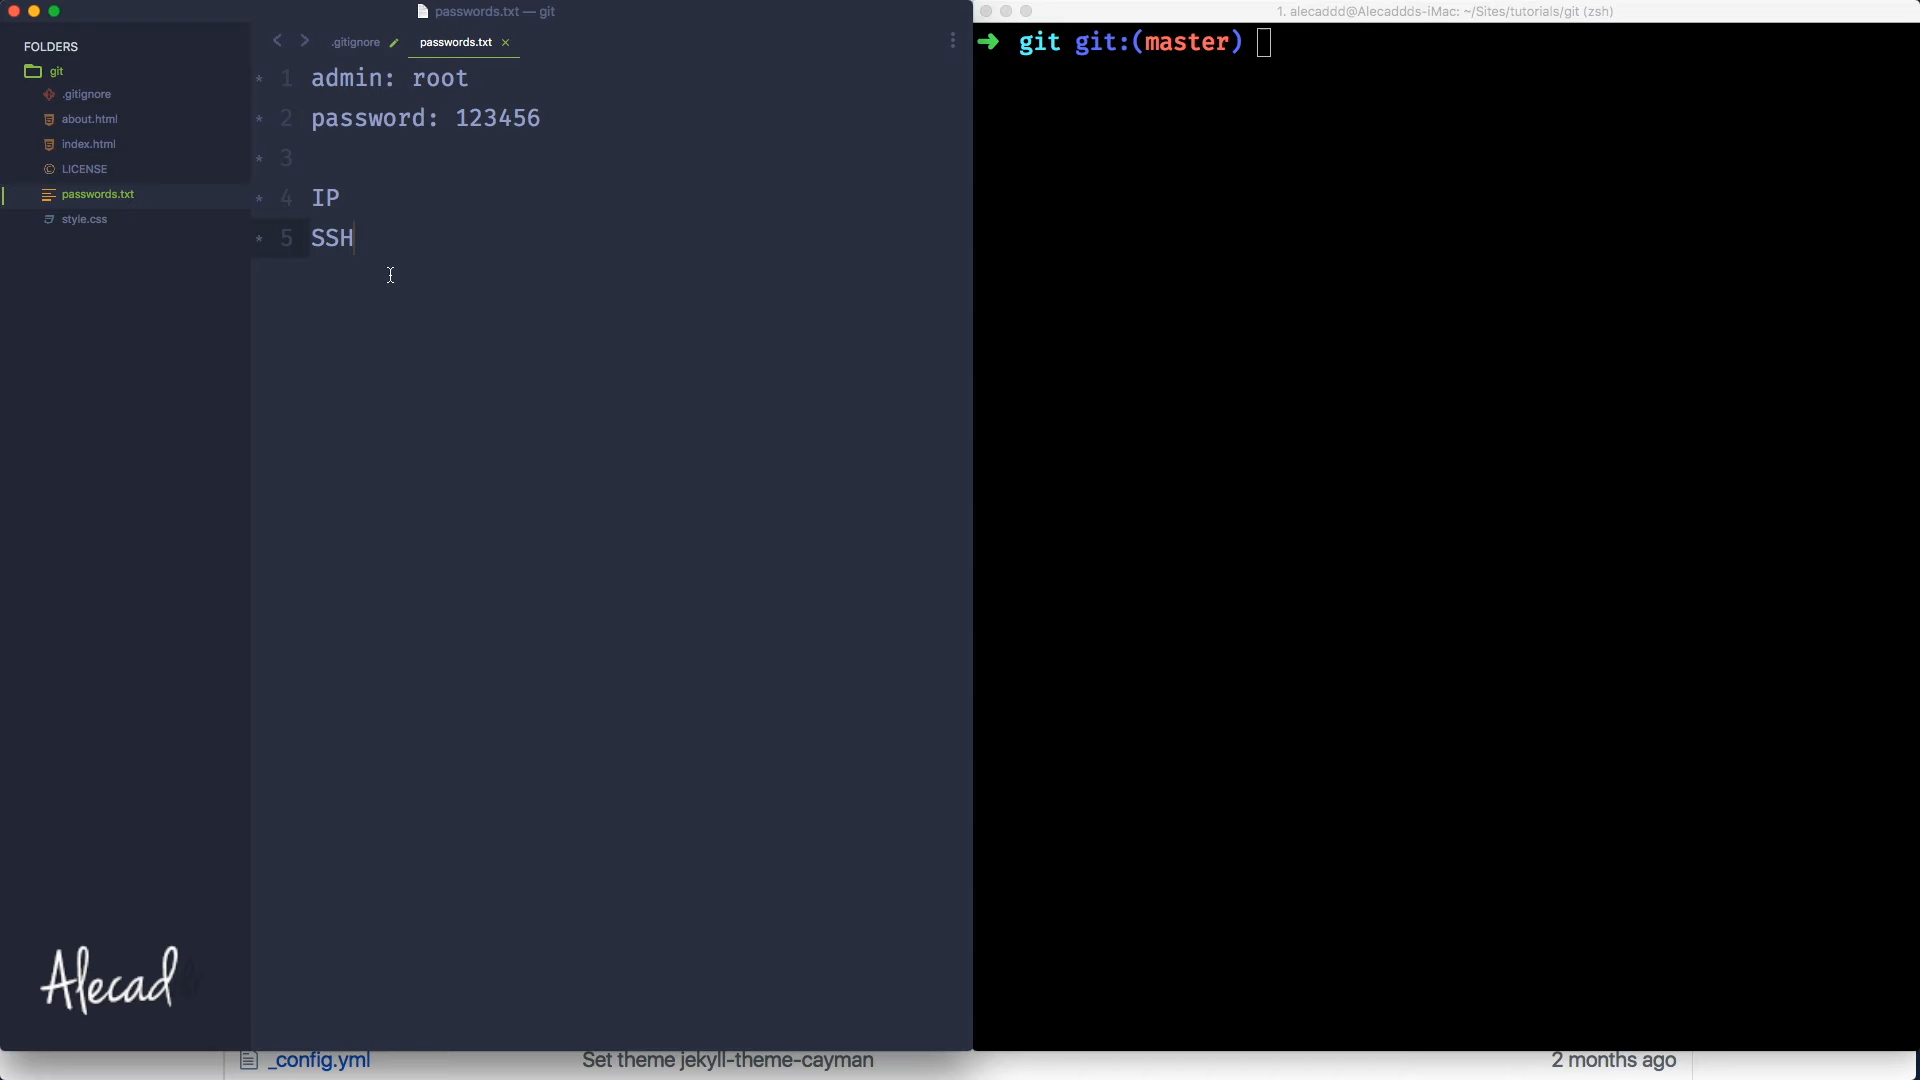 passwords.txt — git
FOLDERS
git
.gitignore
about.html
index.html
LICENSE
passwords.txt
style.css
.gitignore
passwords.txt
1 admin: root
2 password: 123456
3
4 IP
5 SSH
Alecad
1. alecaddd@Alecaddds-iMac: ~/Sites/tutorials/git (zsh)
➜ git git:(master)
_config.yml Set theme jekyll-theme-cayman 2 months ago